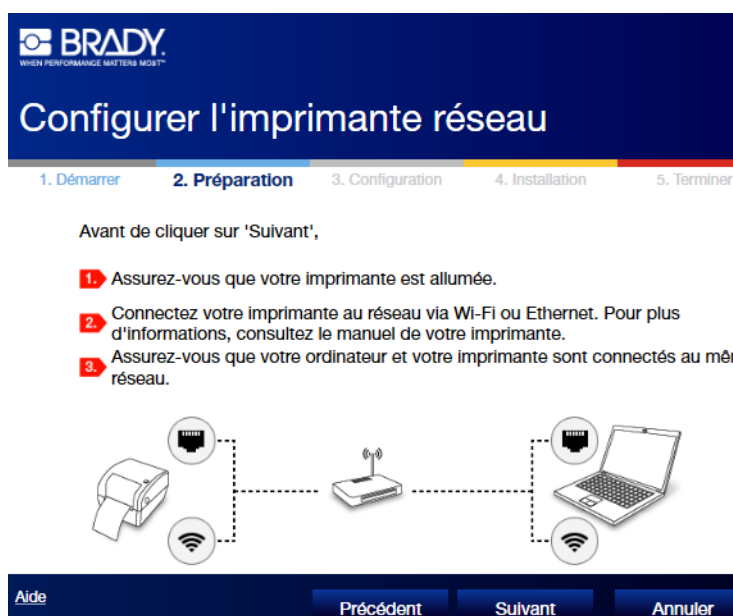 BRADY.
WHEN PERFORMANCE MATTERS MOST™
Configurer l'imprimante réseau
1. Démarrer 2. Préparation 3. Configuration 4. Installation 5. Terminer
Avant de cliquer sur 'Suivant',
1. Assurez-vous que votre imprimante est allumée.
2. Connectez votre imprimante au réseau via Wi-Fi ou Ethernet. Pour plus
d'informations, consultez le manuel de votre imprimante.
3. Assurez-vous que votre ordinateur et votre imprimante sont connectés au
réseau.
Aide Précédent Suivant Annuler